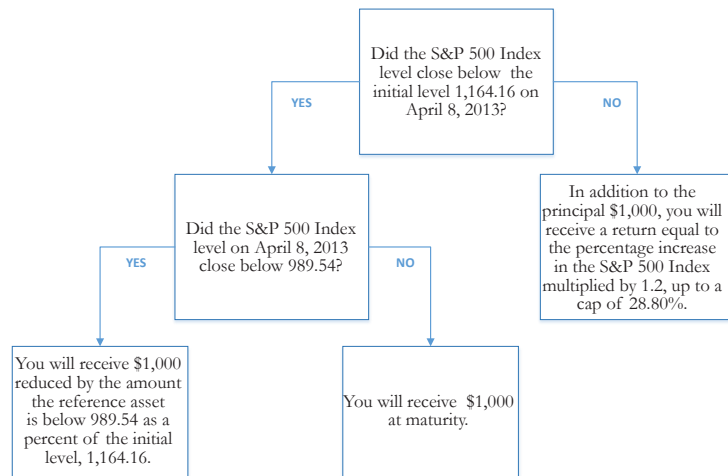 Did the S&P 500 Index
level close below the
initial level 1,164.16 on
April 8, 2013?
YES
NO
Did the S&P 500 Index
level on April 8, 2013
close below 989.54?
In addition to the
principal $1,000, you will
receive a return equal to
the percentage increase
in the S&P 500 Index
multiplied by 1.2, up to a
cap of 28.80%.
YES
NO
You will receive $1,000
reduced by the amount
the reference asset
is below 989.54 as a
percent of the initial
level, 1,164.16.
You will receive $1,000
at maturity.